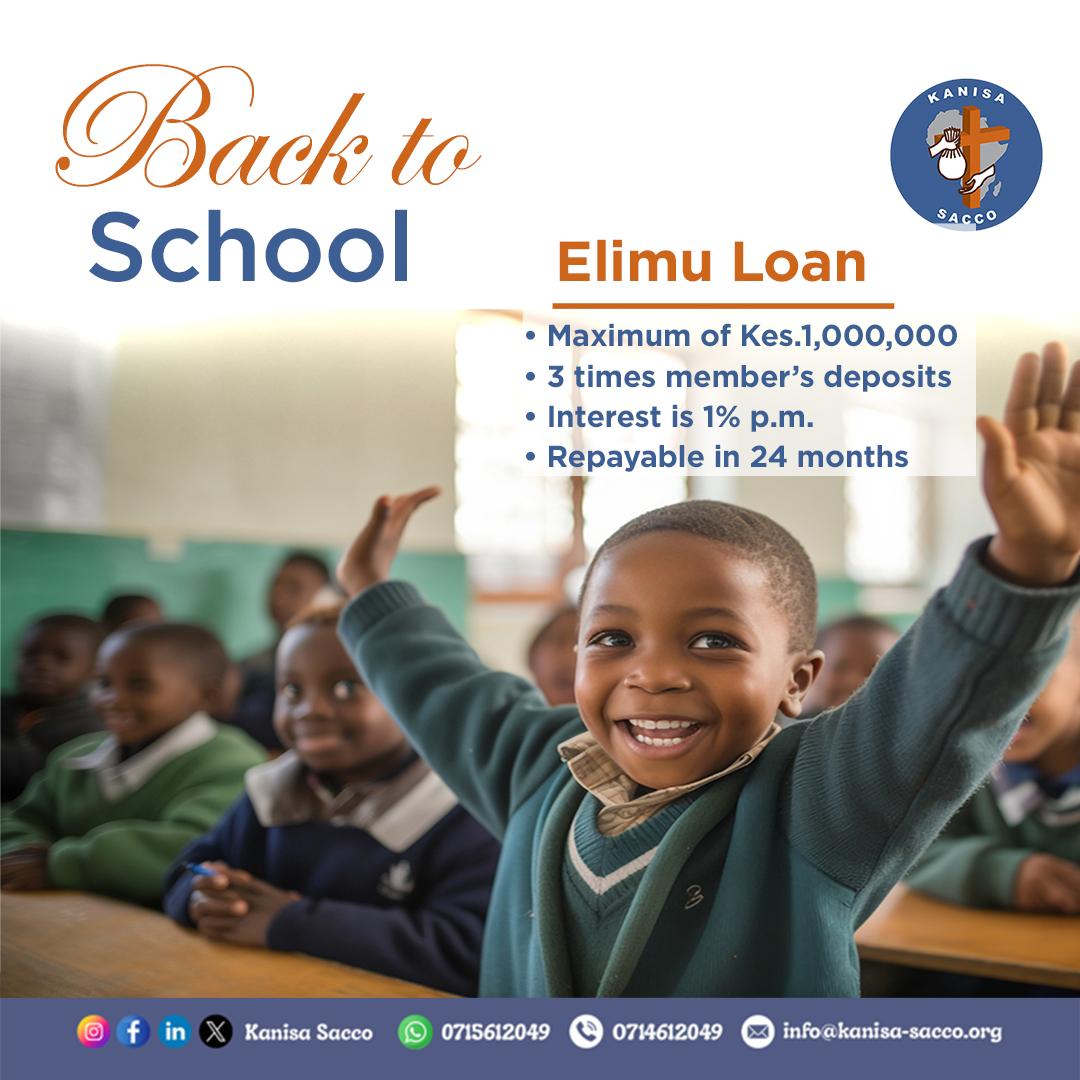 Back to
School
KANISA
SACCO
Elimu Loan
• Maximum of Kes.1,000,000
• 3 times member’s deposits
• Interest is 1% p.m.
• Repayable in 24 months
Kanisa Sacco 0715612049 0714612049 info@kanisa-sacco.org